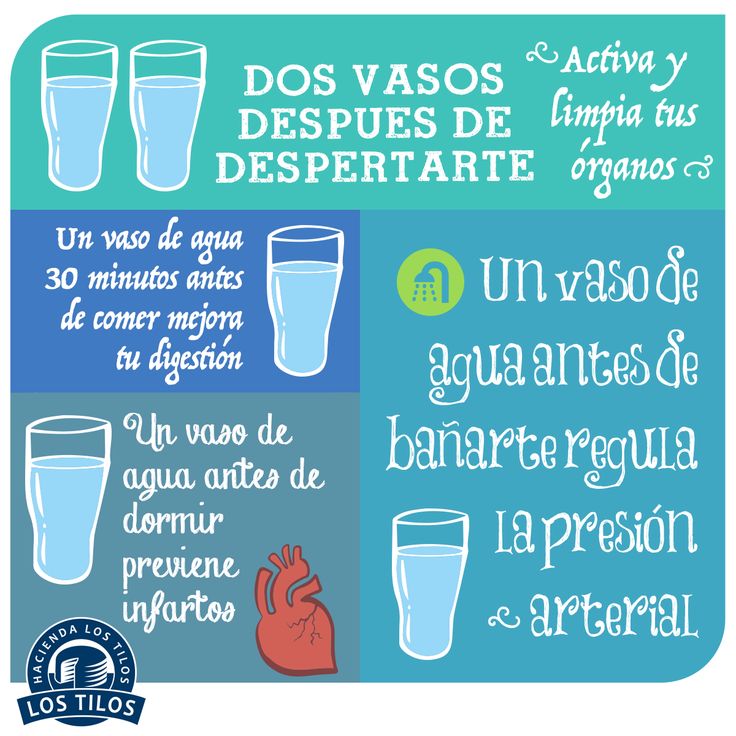 DOS VASOS
DESPUES DE
DESPERTARTE
Activa y
limpia tus
órganos
Un vaso de agua
30 minutos antes
de comer mejora
tu digestión
Un vaso de
agua antes de
bañarte regula
la presión
arterial
Un vaso de
agua antes de
dormir
previene
infartos
HACIENDA LOS TILOS
LOS TILOS